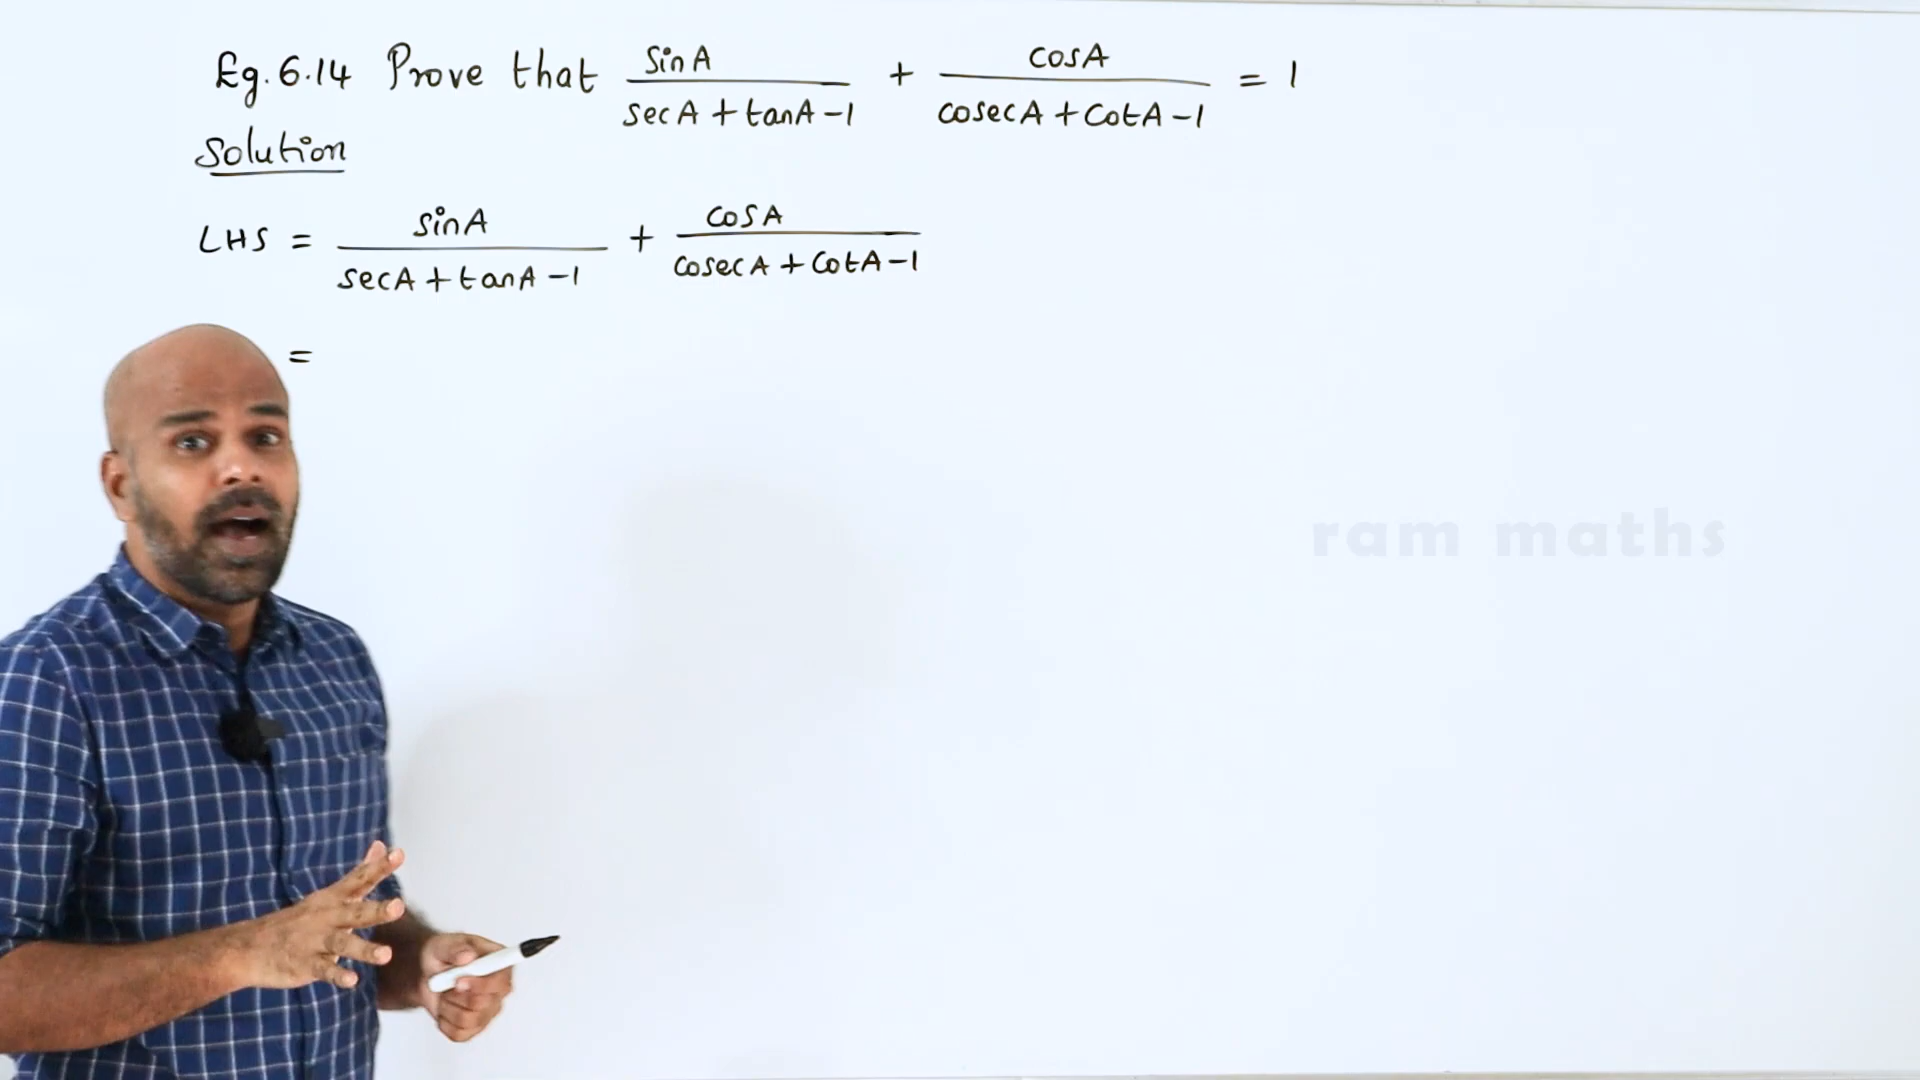 Eg. 6.14 Prove that sinA / secA + tanA - 1 + cosA / cosecA + cotA - 1 = 1
Solution
LHS = sinA / secA + tanA - 1 + cosA / cosecA + cotA - 1
=
ram maths